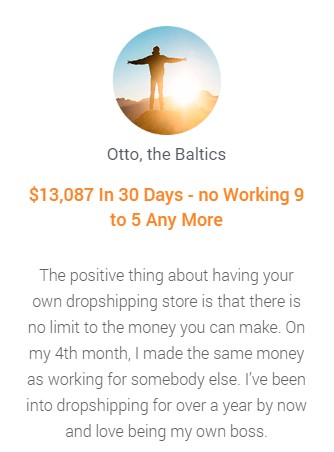 Otto, the Baltics
$13,087 In 30 Days - no Working 9
to 5 Any More
The positive thing about having your
own dropshipping store is that there is
no limit to the money you can make. On
my 4th month, I made the same money
as working for somebody else. I've been
into dropshipping for over a year by now
and love being my own boss.